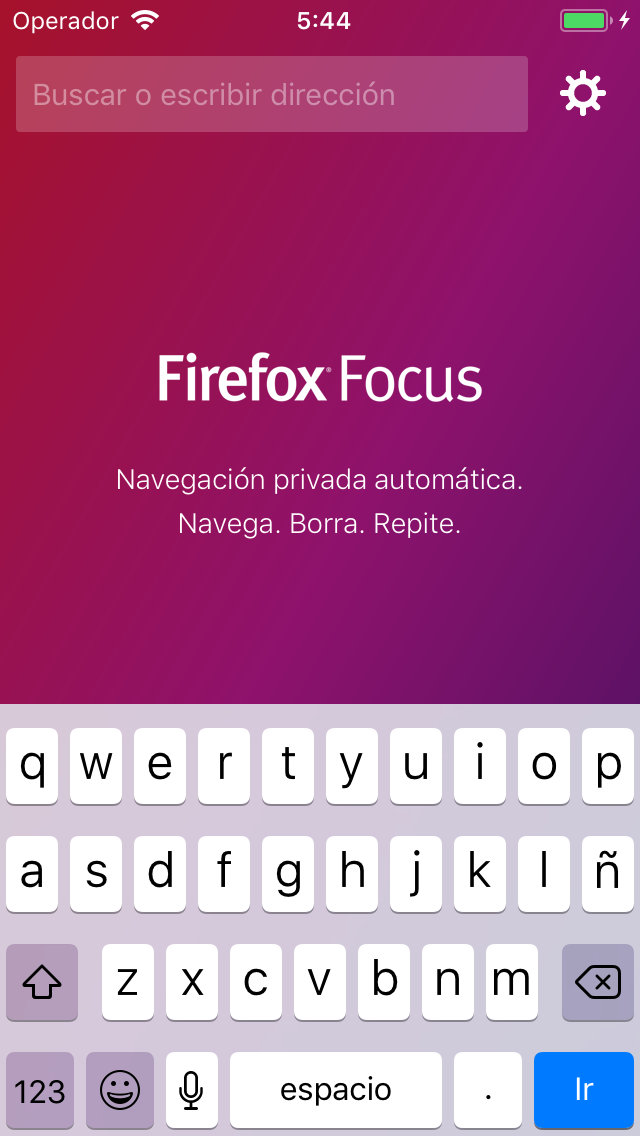 Operador 5:44
Buscar o escribir dirección
Firefox® Focus
Navegación privada automática.
Navega. Borra. Repite.
q w e r t y u i o p
a s d f g h j k l ñ
z x c v b n m
123 espacio . Ir